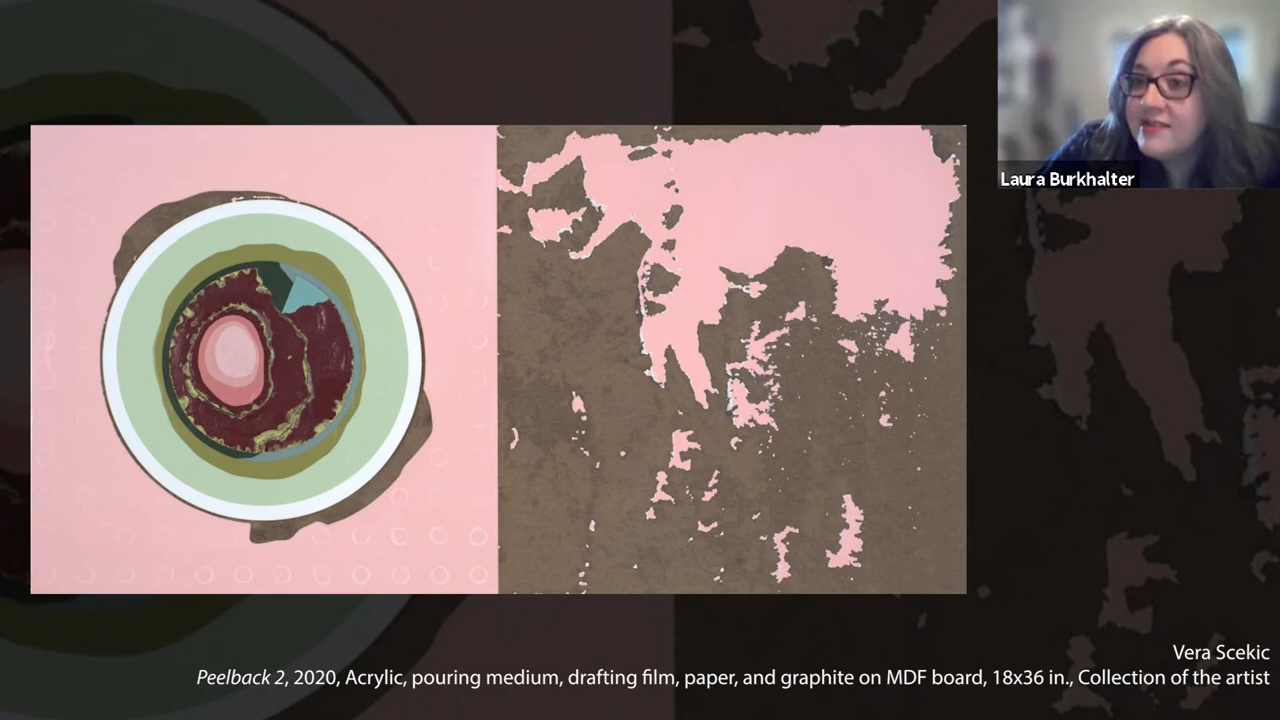 Laura Burkhalter
Vera Scekic
Peelback 2, 2020, Acrylic, pouring medium, drafting film, paper, and graphite on MDF board, 18x36 in., Collection of the artist